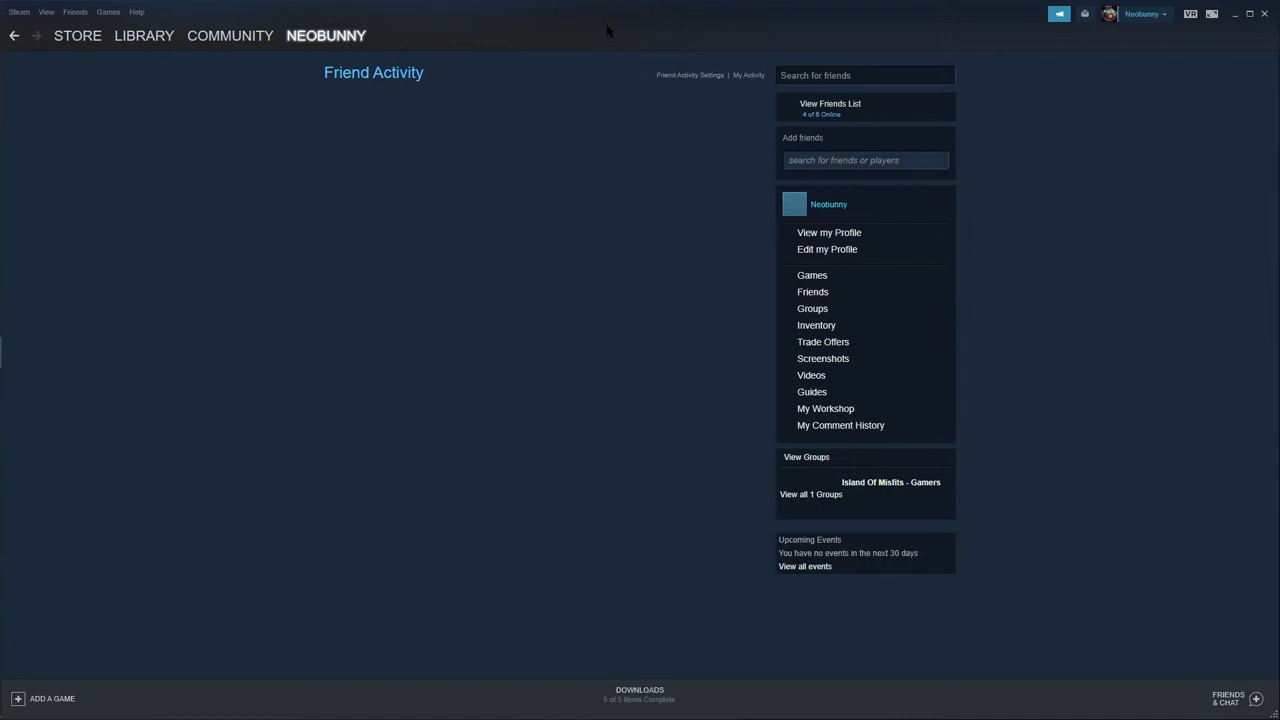 Steam View Friends Games Help
Neobunny
VR
STORE LIBRARY COMMUNITY NEOBUNNY
Friend Activity
Friend Activity Settings | My Activity
Search for friends
View Friends List
4 of 6 Online
Add friends
search for friends or players
Neobunny
View my Profile
Edit my Profile
Games
Friends
Groups
Inventory
Trade Offers
Screenshots
Videos
Guides
My Workshop
My Comment History
View Groups
Island Of Misfits - Gamers
View all 1 Groups
Upcoming Events
You have no events in the next 30 days
View all events
ADD A GAME
DOWNLOADS
5 of 5 Items Complete
FRIENDS
& CHAT